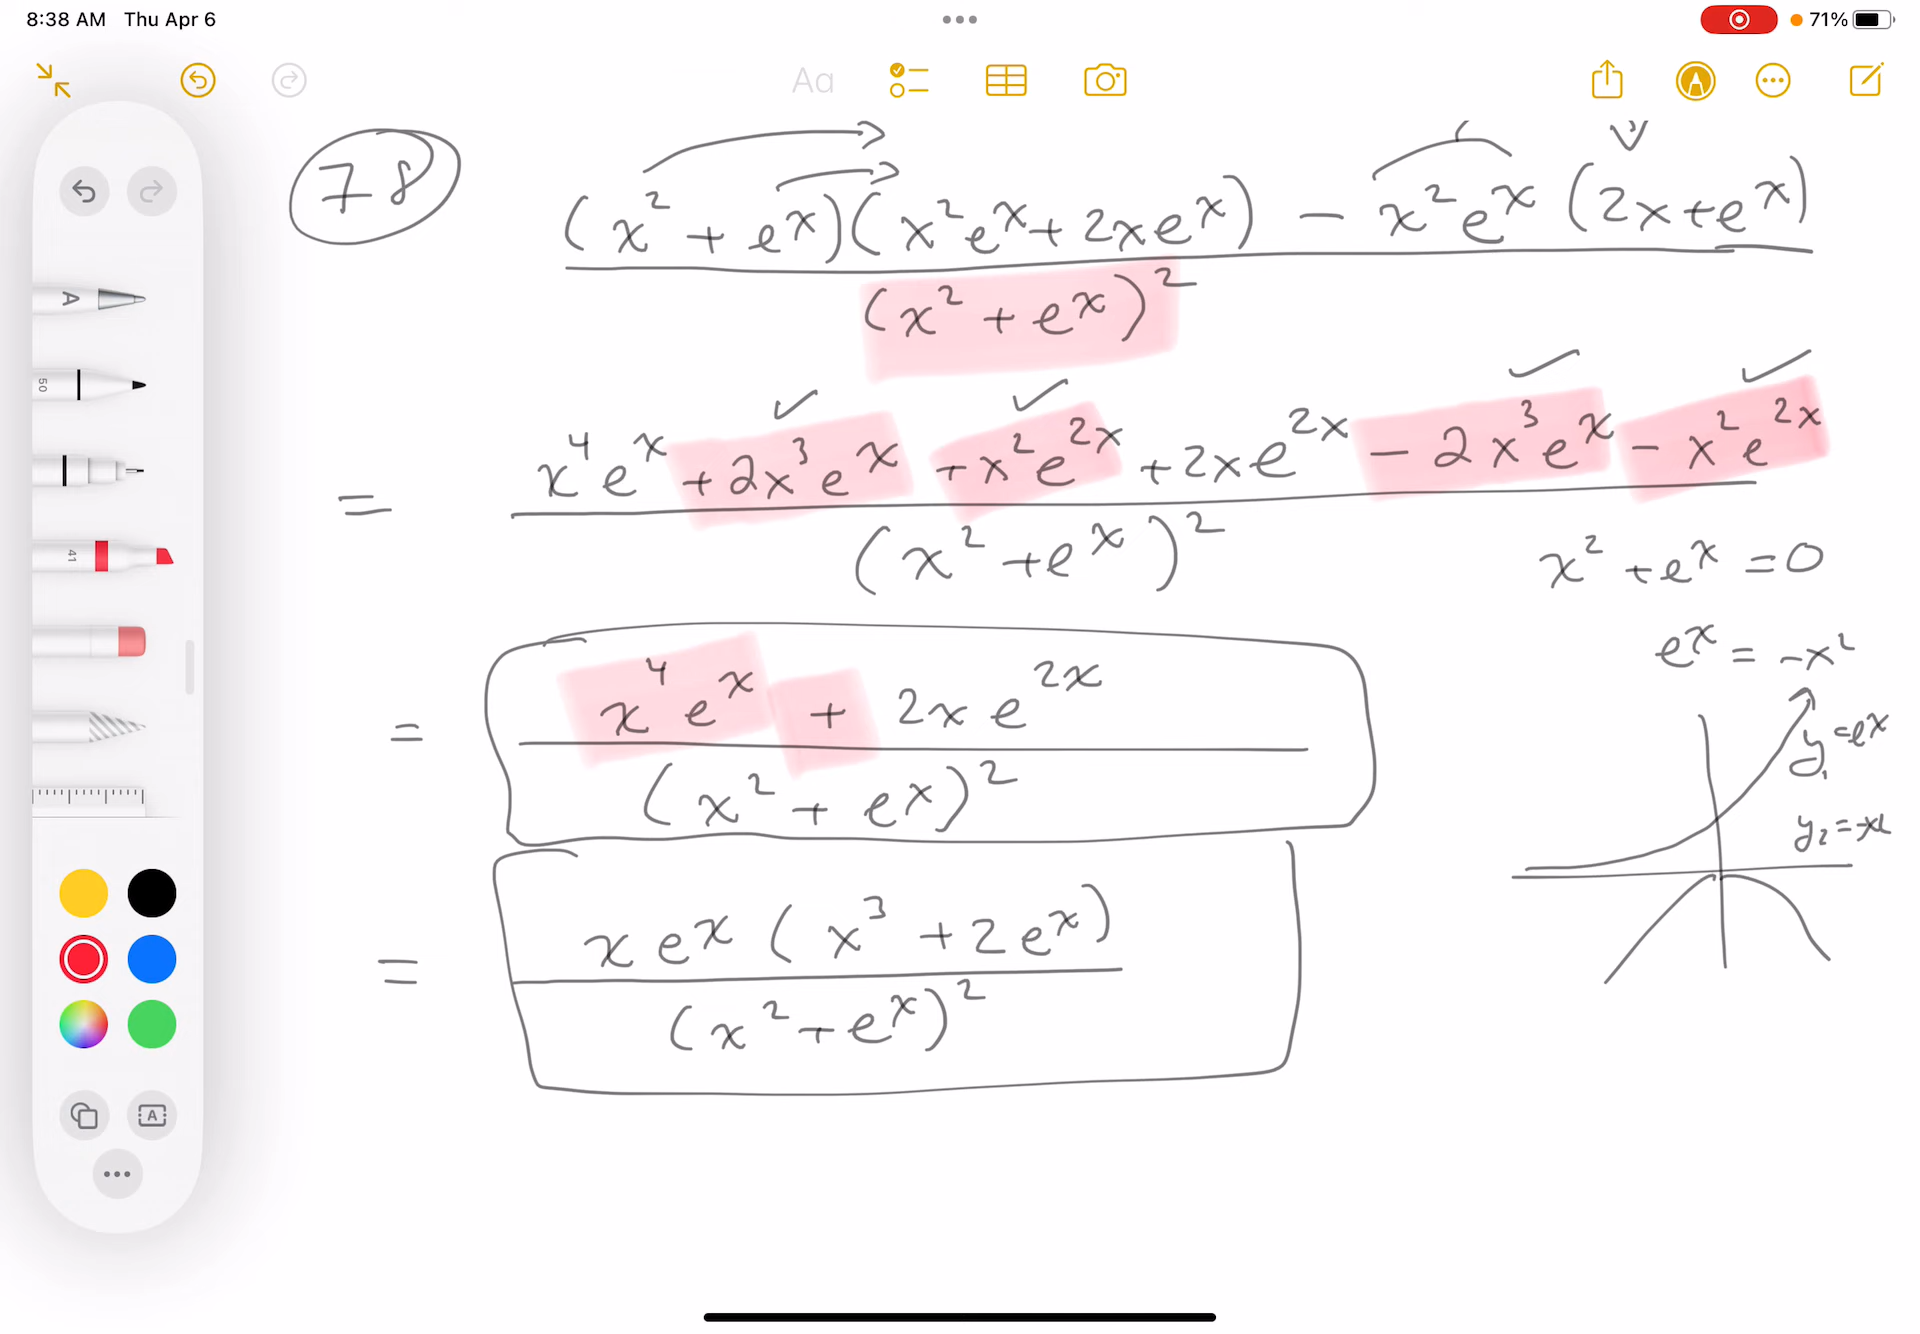 8:38 AM Thu Apr 6 71%
Aa
78
(x² + eˣ)(x²eˣ + 2xeˣ) − x²eˣ (2x+eˣ)
(x² + eˣ)²
= x⁴eˣ + 2x³eˣ + x²e²ˣ + 2xe²ˣ − 2x³eˣ − x²e²ˣ
(x² + eˣ)²
x² + eˣ = 0
eˣ = −x²
= x⁴eˣ + 2xe²ˣ
(x² + eˣ)²
y₁ = eˣ
= xeˣ (x³ + 2eˣ)
(x² + eˣ)²
A
50
41
A